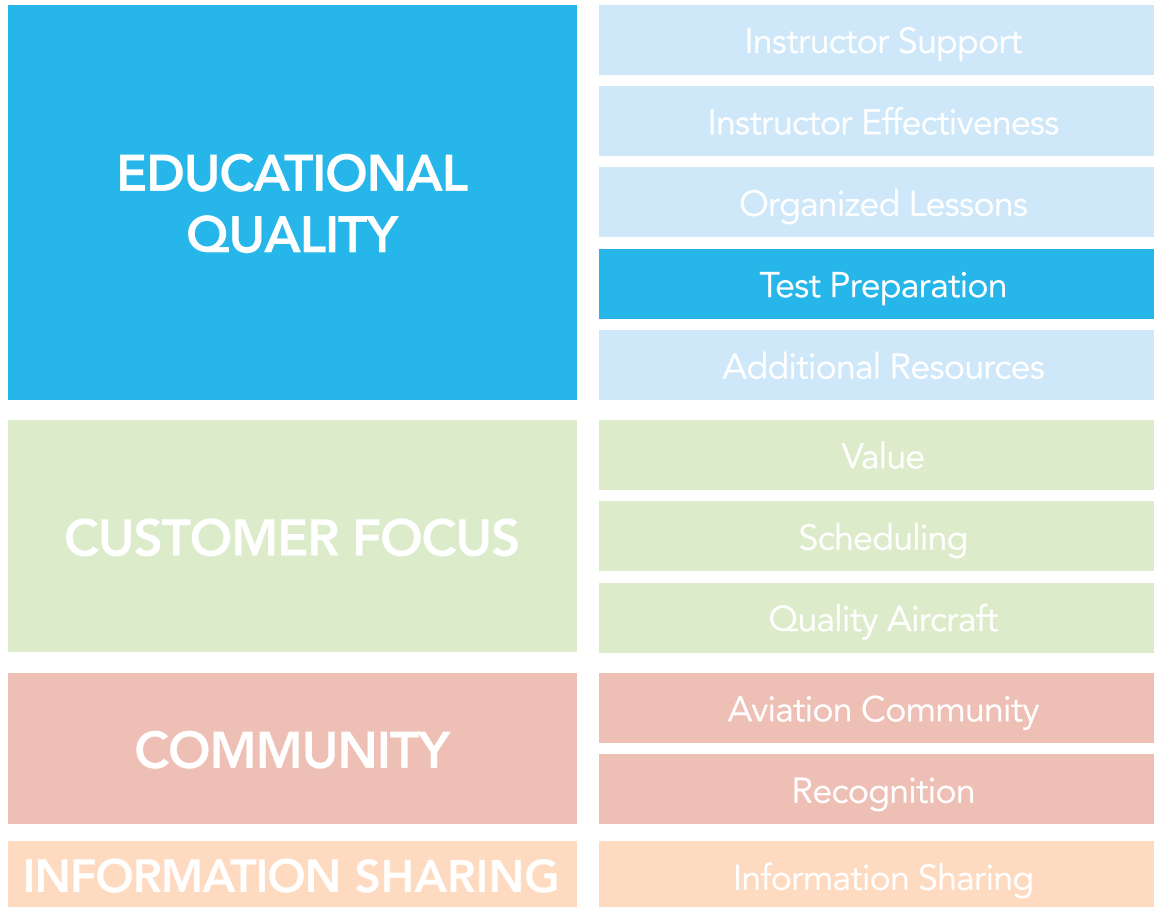 EDUCATIONAL
QUALITY
Instructor Support
Instructor Effectiveness
Organized Lessons
Test Preparation
Additional Resources
CUSTOMER FOCUS
Value
Scheduling
Quality Aircraft
COMMUNITY
Aviation Community
Recognition
INFORMATION SHARING
Information Sharing